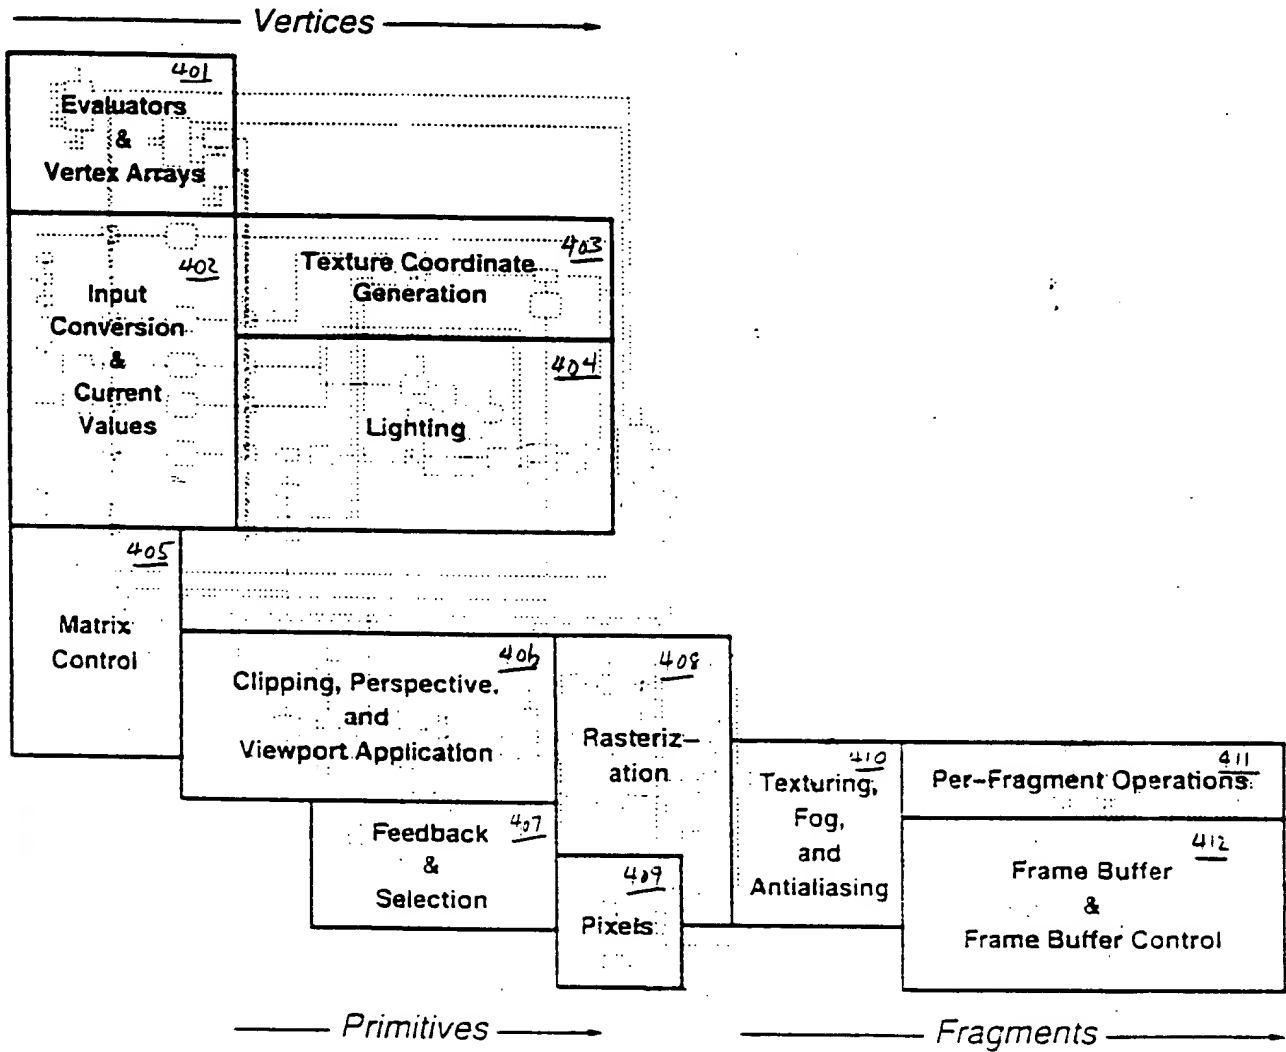 Vertices
401
Evaluators
&
Vertex Arrays
402
Input
Conversion
&
Current
Values
403
Texture Coordinate
Generation
404
Lighting
405
Matrix
Control
406
Clipping, Perspective,
and
Viewport Application
407
Feedback
&
Selection
408
Rasteriz-
ation
409
Pixels
410
Texturing,
Fog,
and
Antialiasing
411
Per-Fragment Operations
412
Frame Buffer
&
Frame Buffer Control
Primitives
Fragments